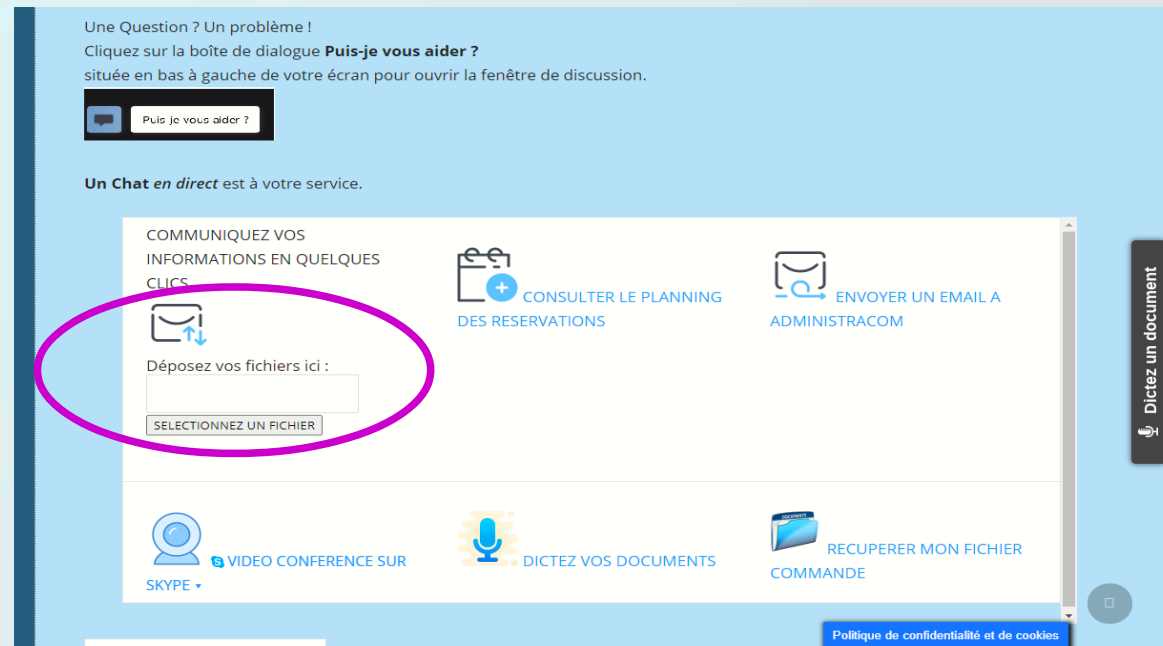 Une Question ? Un problème !
Cliquez sur la boîte de dialogue Puis-je vous aider ?
située en bas à gauche de votre écran pour ouvrir la fenêtre de discussion.
Puis je vous aider ?
Un Chat en direct est à votre service.
COMMUNIQUEZ VOS
INFORMATIONS EN QUELQUES
CLICS
Déposez vos fichiers ici :
SELECTIONNEZ UN FICHIER
CONSULTER LE PLANNING
DES RESERVATIONS
ENVOYER UN EMAIL A
ADMINISTRACOM
VIDEO CONFERENCE SUR
SKYPE
DICTEZ VOS DOCUMENTS
DOCUMENTS
RECUPERER MON FICHIER
COMMANDE
Dictez un document
Politique de confidentialité et de cookies